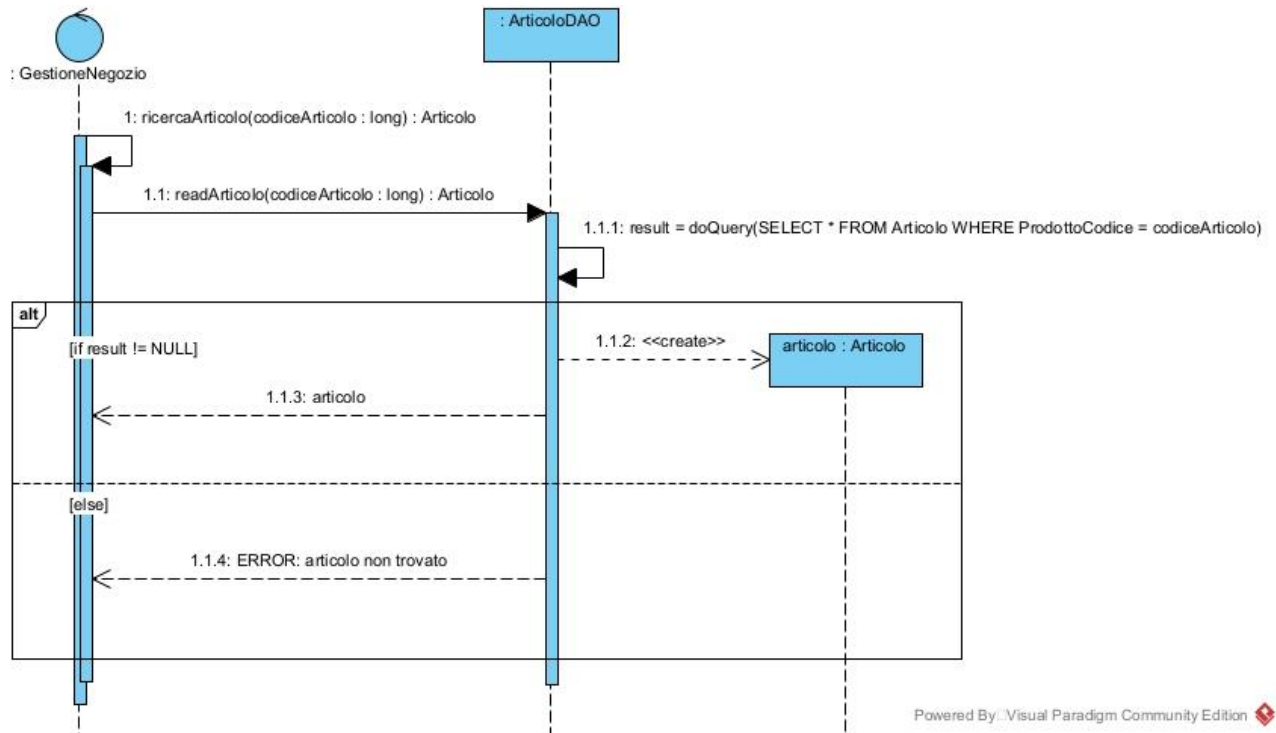 : ArticoloDAO
: GestioneNegozio
1: ricercaArticolo(codiceArticolo : long) : Articolo
1.1: readArticolo(codiceArticolo : long) : Articolo
1.1.1: result = doQuery(SELECT * FROM Articolo WHERE ProdottoCodice = codiceArticolo)
alt
[if result != NULL]
1.1.2: <<create>>
articolo : Articolo
1.1.3: articolo
[else]
1.1.4: ERROR: articolo non trovato
Powered By Visual Paradigm Community Edition